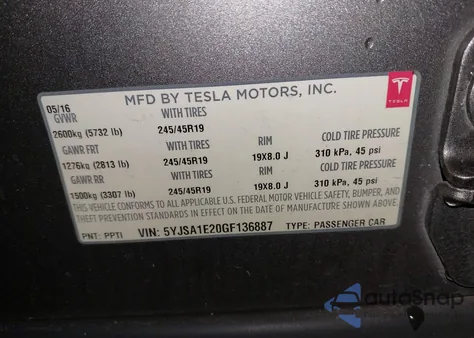 MFD BY TESLA MOTORS, INC.
TESLA
05/16
GVWR WITH TIRES
2600kg (5732 lb) 245/45R19
GAWR FRT WITH TIRES RIM COLD TIRE PRESSURE
1276kg (2813 lb) 245/45R19 19X8.0 J 310 kPa, 45 psi
GAWR RR WITH TIRES RIM COLD TIRE PRESSURE
1500kg (3307 lb) 245/45R19 19X8.0 J 310 kPa, 45 psi
THIS VEHICLE CONFORMS TO ALL APPLICABLE U.S. FEDERAL MOTOR VEHICLE SAFETY, BUMPER, AND
THEFT PREVENTION STANDARDS IN EFFECT ON THE DATE OF MANUFACTURE SHOWN ABOVE.
PNT: PPTI VIN: 5YJSA1E20GF136887 TYPE: PASSENGER CAR
AutoSnap